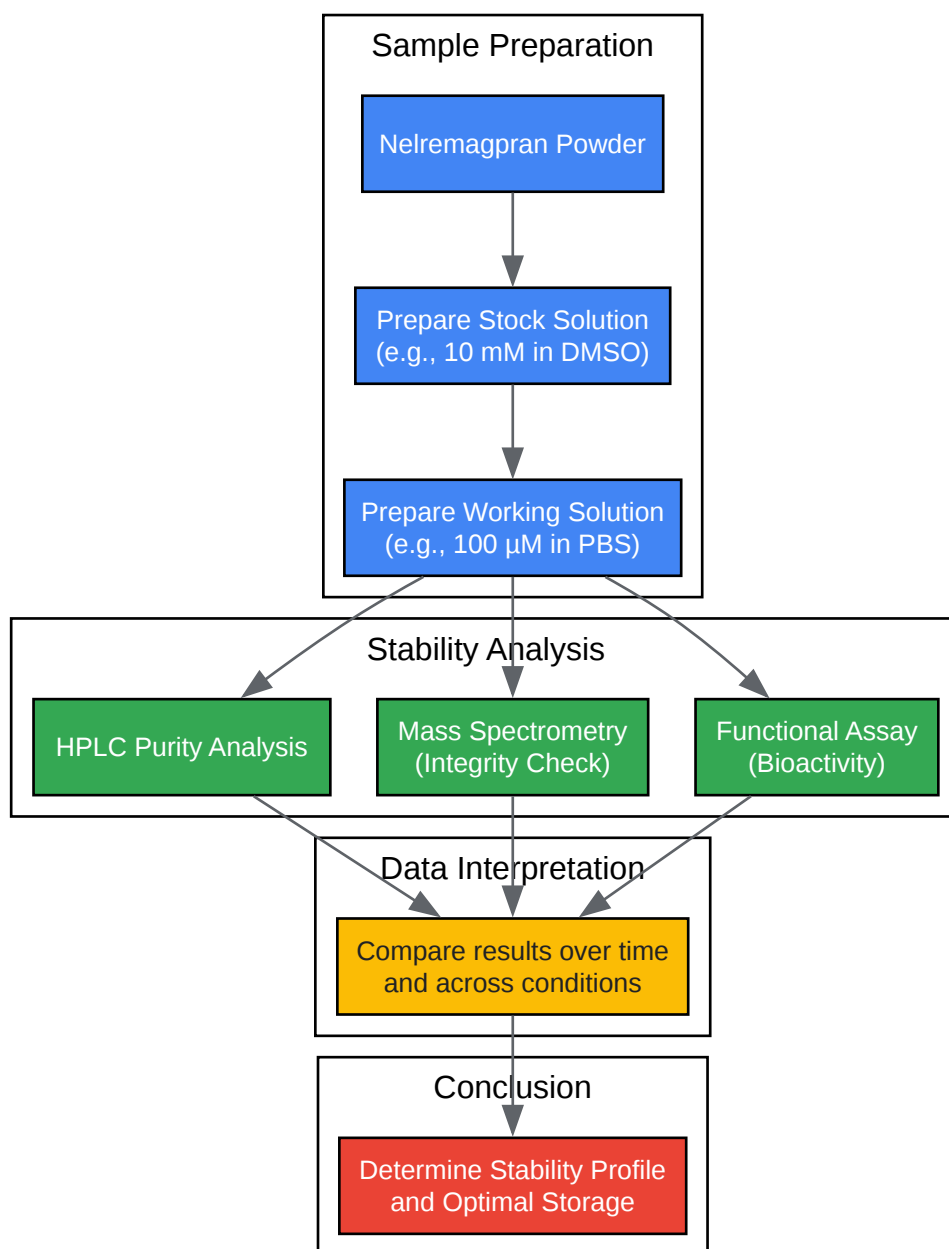 Sample Preparation
Nelremagpran Powder
Prepare Stock Solution
(e.g., 10 mM in DMSO)
Prepare Working Solution
(e.g., 100 µM in PBS)
Stability Analysis
HPLC Purity Analysis
Mass Spectrometry
(Integrity Check)
Functional Assay
(Bioactivity)
Data Interpretation
Compare results over time
and across conditions
Conclusion
Determine Stability Profile
and Optimal Storage